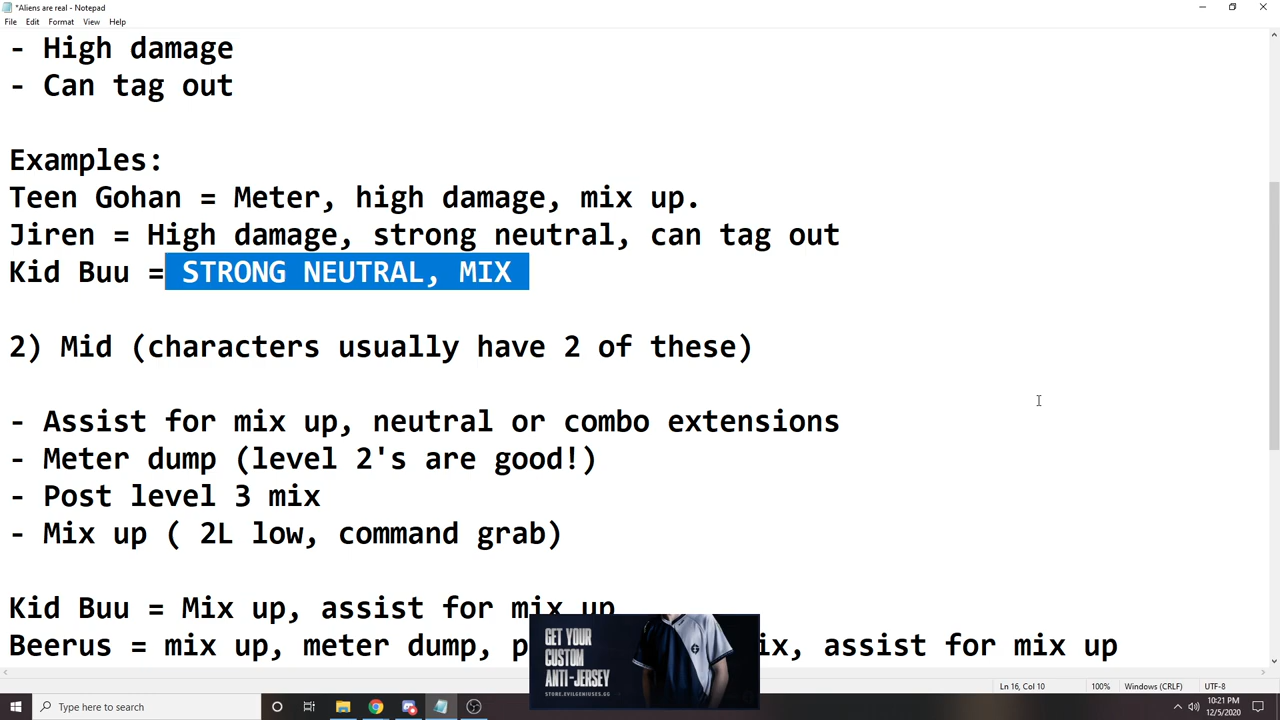 *Aliens are real - Notepad
File Edit Format View Help
- High damage
- Can tag out
Examples:
Teen Gohan = Meter, high damage, mix up.
Jiren = High damage, strong neutral, can tag out
Kid Buu = STRONG NEUTRAL, MIX
2) Mid (characters usually have 2 of these)
- Assist for mix up, neutral or combo extensions
- Meter dump (level 2's are good!)
- Post level 3 mix
- Mix up ( 2L low, command grab)
Kid Buu = Mix up, assist for mix up
Beerus = mix up, meter dump, p ix, assist for mix up
GET YOUR
CUSTOM
ANTI-JERSEY
STORE.EVILGENIUSES.GG
Ln 16, Col 10 100% Windows (CRLF) UTF-8
Type here to search
10:21 PM
12/5/2020